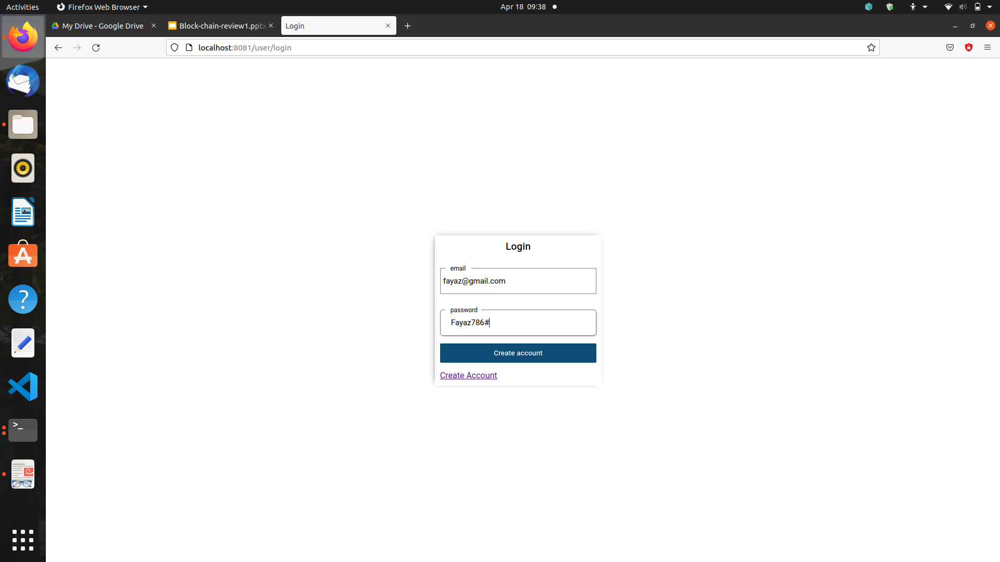 Activities
Firefox Web Browser
Apr 18 09:38
My Drive - Google Drive
Block-chain-review1.pptx
Login
localhost:8081/user/login
Login
email
fayaz@gmail.com
password
Fayaz786#
Create account
Create Account